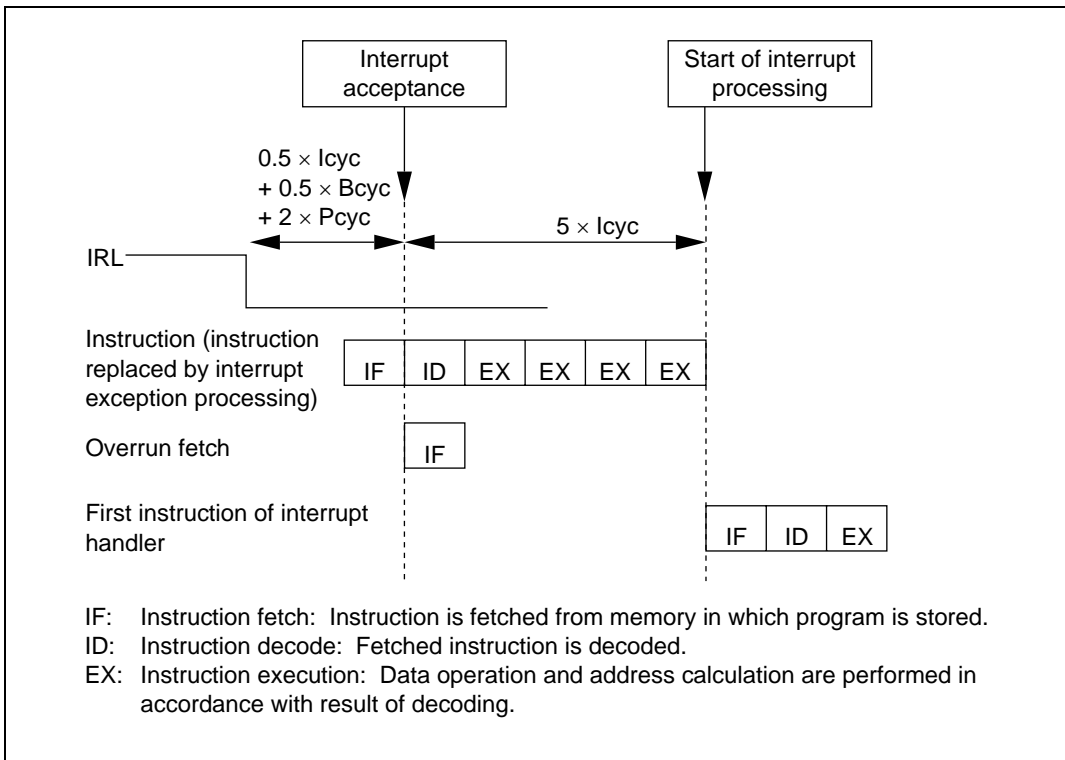 Interrupt
acceptance
Start of interrupt
processing
0.5 × Icyc
+ 0.5 × Bcyc
+ 2 × Pcyc
5 × Icyc
IRL
Instruction (instruction
replaced by interrupt
exception processing)
IF ID EX EX EX EX
Overrun fetch
IF
First instruction of interrupt
handler
IF ID EX
IF: Instruction fetch: Instruction is fetched from memory in which program is stored.
ID: Instruction decode: Fetched instruction is decoded.
EX: Instruction execution: Data operation and address calculation are performed in
accordance with result of decoding.